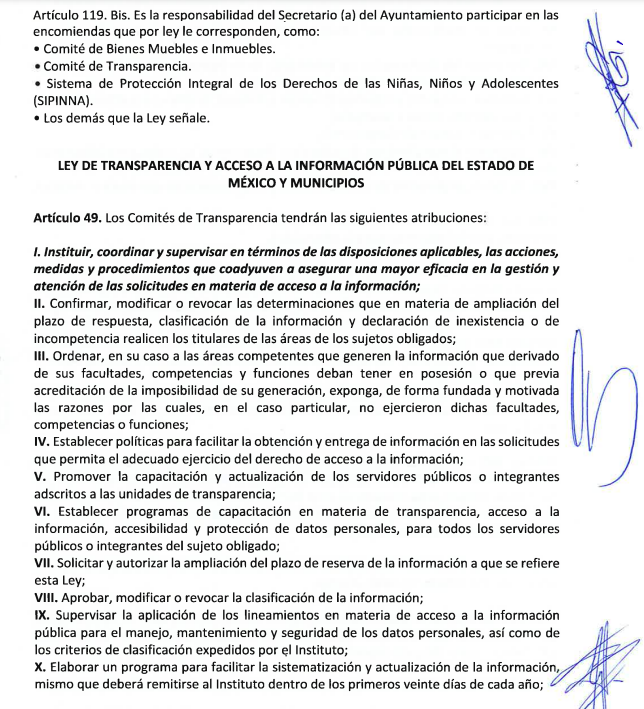 Artículo 119. Bis. Es la responsabilidad del Secretario (a) del Ayuntamiento participar en las
encomiendas que por ley le corresponden, como:
• Comité de Bienes Muebles e Inmuebles.
• Comité de Transparencia.
• Sistema de Protección Integral de los Derechos de las Niñas, Niños y Adolescentes
(SIPINNA).
• Los demás que la Ley señale.
LEY DE TRANSPARENCIA Y ACCESO A LA INFORMACIÓN PÚBLICA DEL ESTADO DE
MÉXICO Y MUNICIPIOS
Artículo 49. Los Comités de Transparencia tendrán las siguientes atribuciones:
I. Instituir, coordinar y supervisar en términos de las disposiciones aplicables, las acciones,
medidas y procedimientos que coadyuven a asegurar una mayor eficacia en la gestión y
atención de las solicitudes en materia de acceso a la información;
II. Confirmar, modificar o revocar las determinaciones que en materia de ampliación del
plazo de respuesta, clasificación de la información y declaración de inexistencia o de
incompetencia realicen los titulares de las áreas de los sujetos obligados;
III. Ordenar, en su caso a las áreas competentes que generen la información que derivado
de sus facultades, competencias y funciones deban tener en posesión o que previa
acreditación de la imposibilidad de su generación, exponga, de forma fundada y motivada
las razones por las cuales, en el caso particular, no ejercieron dichas facultades,
competencias o funciones;
IV. Establecer políticas para facilitar la obtención y entrega de información en las solicitudes
que permita el adecuado ejercicio del derecho de acceso a la información;
V. Promover la capacitación y actualización de los servidores públicos o integrantes
adscritos a las unidades de transparencia;
VI. Establecer programas de capacitación en materia de transparencia, acceso a la
información, accesibilidad y protección de datos personales, para todos los servidores
públicos o integrantes del sujeto obligado;
VII. Solicitar y autorizar la ampliación del plazo de reserva de la información a que se refiere
esta Ley;
VIII. Aprobar, modificar o revocar la clasificación de la información;
IX. Supervisar la aplicación de los lineamientos en materia de acceso a la información
pública para el manejo, mantenimiento y seguridad de los datos personales, así como de
los criterios de clasificación expedidos por el Instituto;
X. Elaborar un programa para facilitar la sistematización y actualización de la información,
mismo que deberá remitirse al Instituto dentro de los primeros veinte días de cada año;